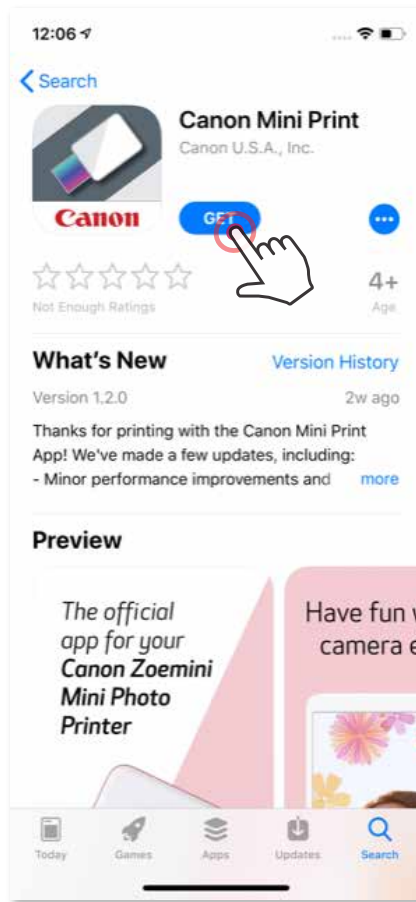 12:06
Search
Canon Mini Print
Canon U.S.A., Inc.
Canon
GET
Not Enough Ratings
4+
Age
What's New
Version History
Version 1.2.0
2w ago
Thanks for printing with the Canon Mini Print
App! We've made a few updates, including:
- Minor performance improvements and more
Preview
The official
app for your
Canon Zoemini
Mini Photo
Printer
Have fun
camera e
Today Games Apps Updates Search